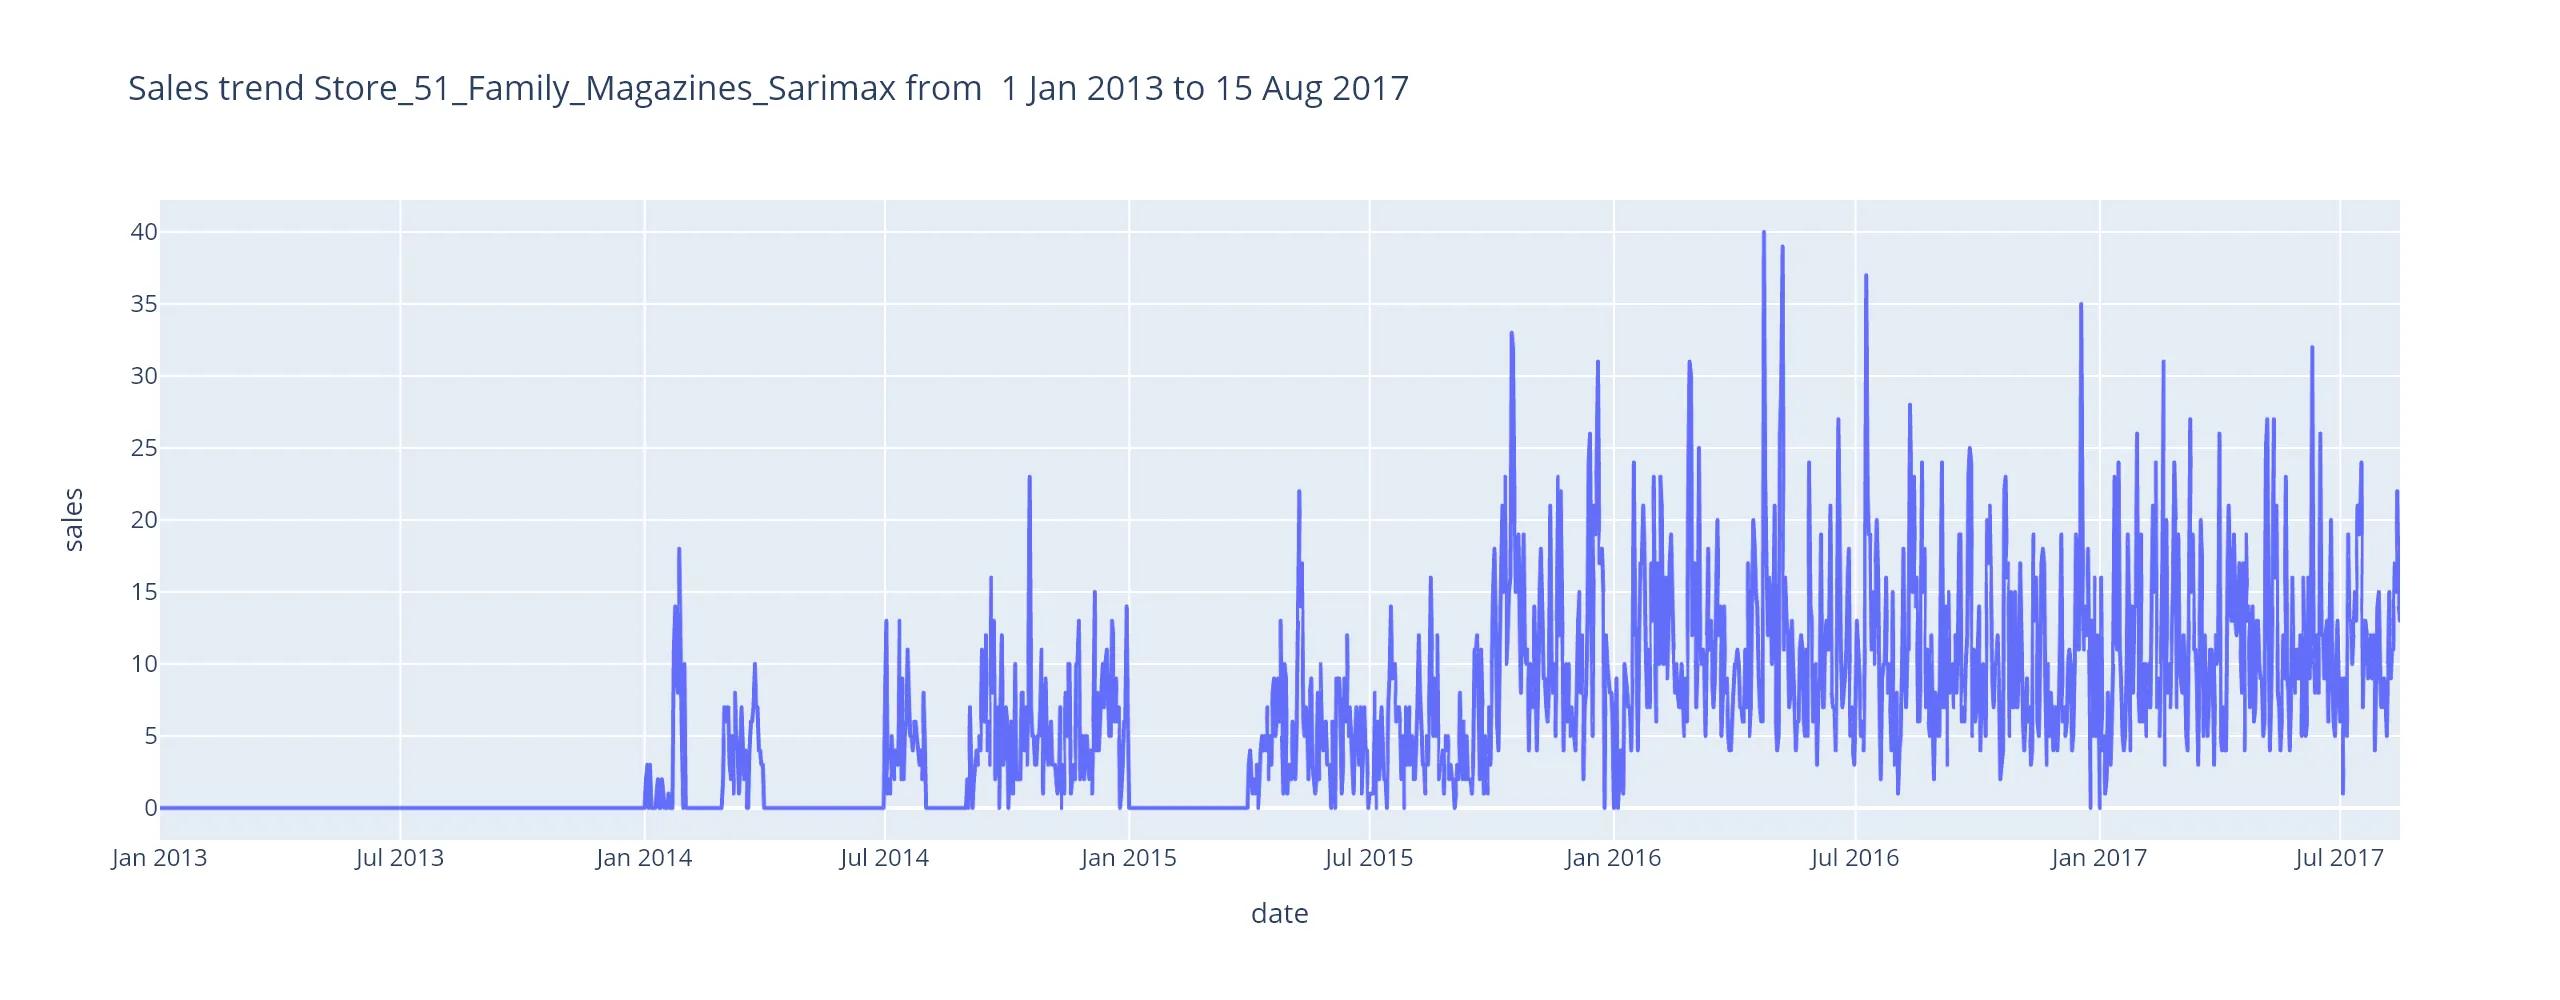 Sales trend Store_51_Family_Magazines_Sarimax from  1 Jan 2013 to 15 Aug 2017
40
35
30
25
20
15
10
5
0
sales
Jan 2013 Jul 2013 Jan 2014 Jul 2014 Jan 2015 Jul 2015 Jan 2016 Jul 2016 Jan 2017 Jul 2017
date